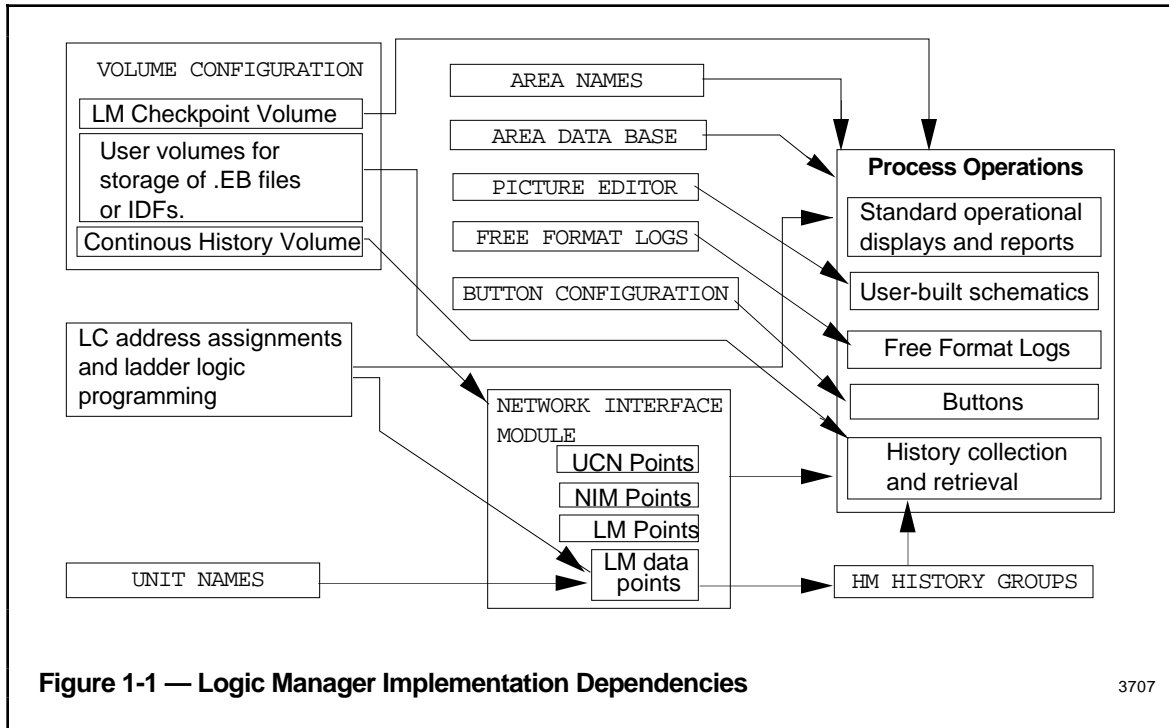 VOLUME CONFIGURATION
LM Checkpoint Volume
User volumes for
storage of .EB files
or IDFs.
Continous History Volume
LC address assignments
and ladder logic
programming
UNIT NAMES
AREA NAMES
AREA DATA BASE
PICTURE EDITOR
FREE FORMAT LOGS
BUTTON CONFIGURATION
NETWORK INTERFACE
MODULE
UCN Points
NIM Points
LM Points
LM data
points
Process Operations
Standard operational
displays and reports
User-built schematics
Free Format Logs
Buttons
History collection
and retrieval
HM HISTORY GROUPS
Figure 1-1 — Logic Manager Implementation Dependencies
3707